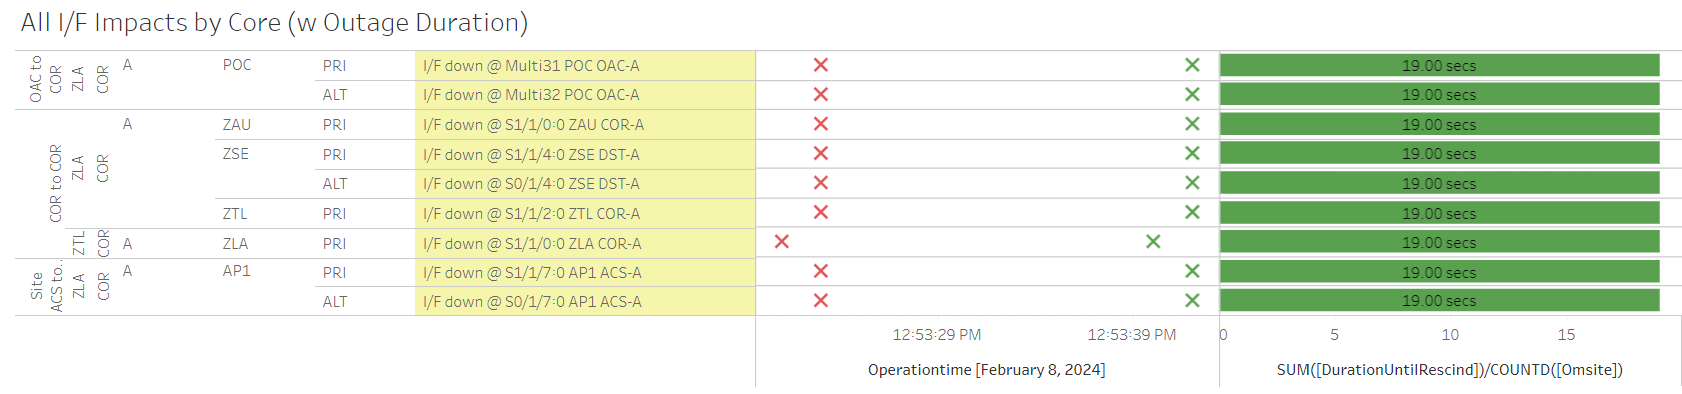 All I/F Impacts by Core (w Outage Duration)
OAC to COR ZLA COR A POC PRI I/F down @ Multi31 POC OAC-A 19.00 secs
ALT I/F down @ Multi32 POC OAC-A 19.00 secs
COR to COR ZLA COR A ZAU PRI I/F down @ S1/1/0:0 ZAU COR-A 19.00 secs
ZSE PRI I/F down @ S1/1/4:0 ZSE DST-A 19.00 secs
ALT I/F down @ S0/1/4:0 ZSE DST-A 19.00 secs
ZTL PRI I/F down @ S1/1/2:0 ZTL COR-A 19.00 secs
ZTL COR A ZLA PRI I/F down @ S1/1/0:0 ZLA COR-A 19.00 secs
Site ACS to.. ZLA COR A AP1 PRI I/F down @ S1/1/7:0 AP1 ACS-A 19.00 secs
ALT I/F down @ S0/1/7:0 AP1 ACS-A 19.00 secs
12:53:29 PM 12:53:39 PM 0 5 10 15
Operationtime [February 8, 2024] SUM([DurationUntilRescind])/COUNTD([Omsite])